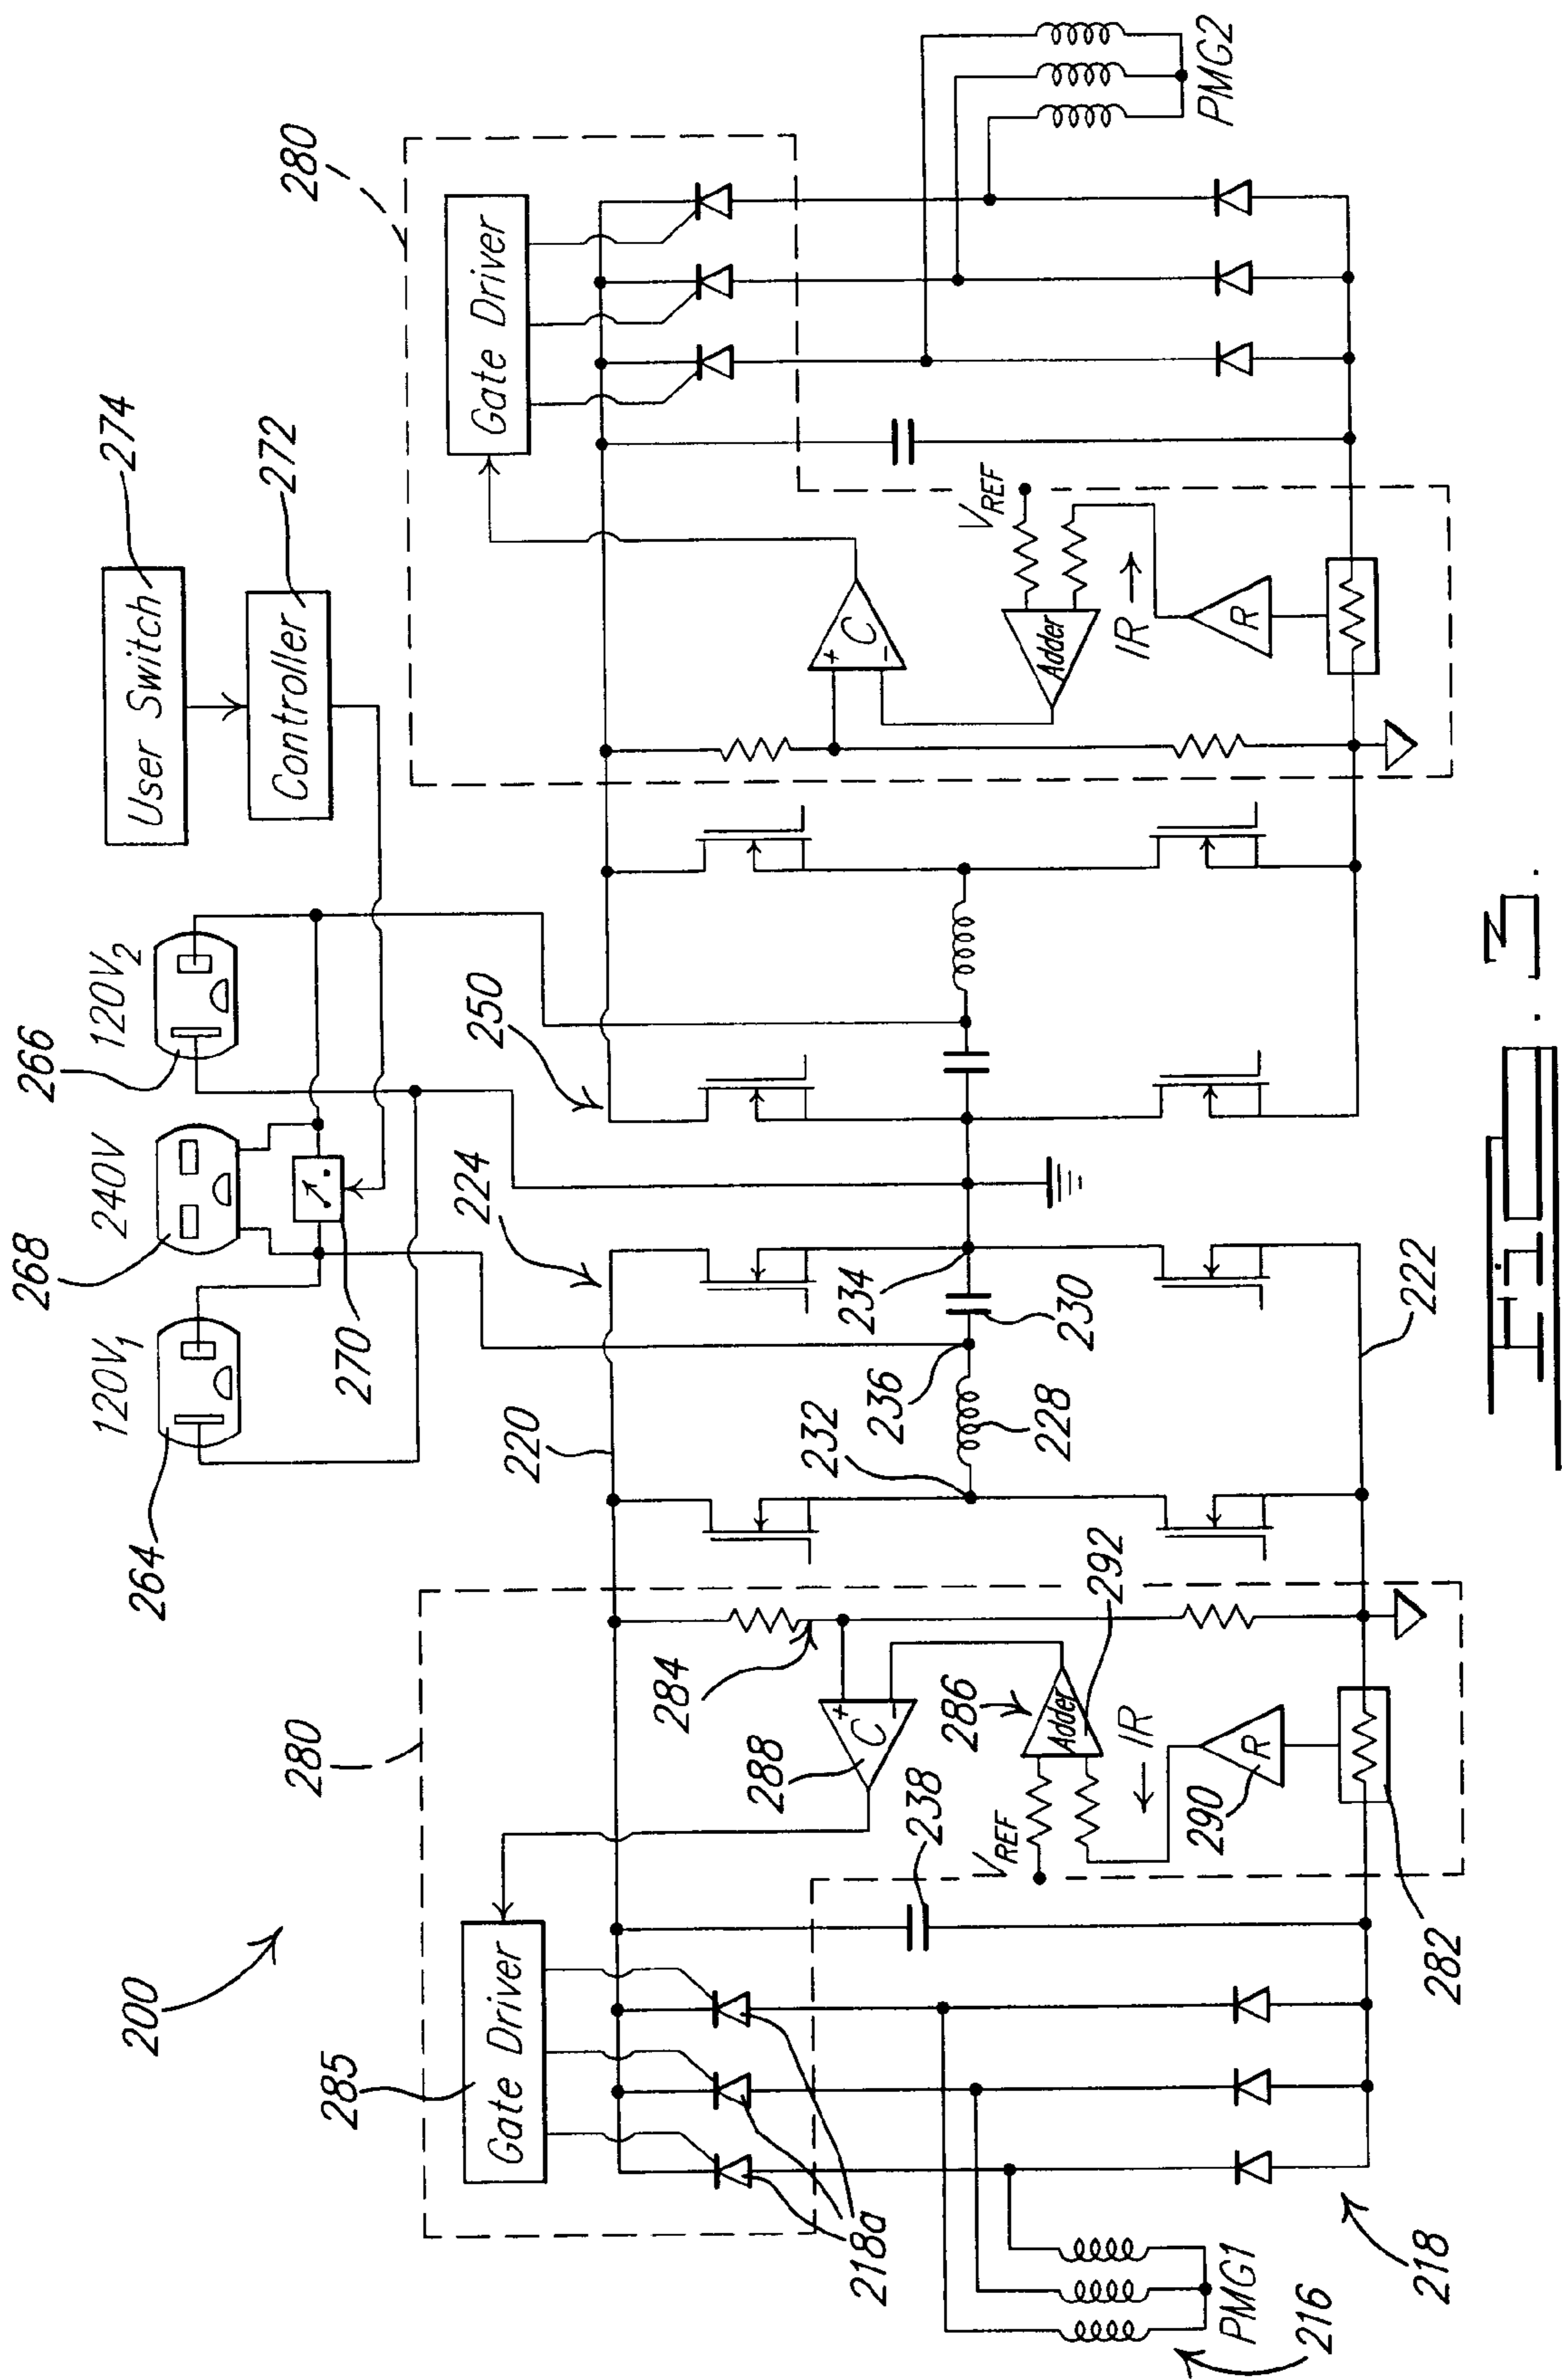 200
285
Gate Driver
280
264
120V1
268
240V
266
120V2
274
User Switch
272
Controller
280
Gate Driver
270
220
224
250
218a
238
288
C
+
-
284
286
Adder
292
VREF
IR
290
R
282
232
228
236
234
230
222
C
+
-
VREF
Adder
IR
R
PMG1
216
218
PMG2
FIG. 3.